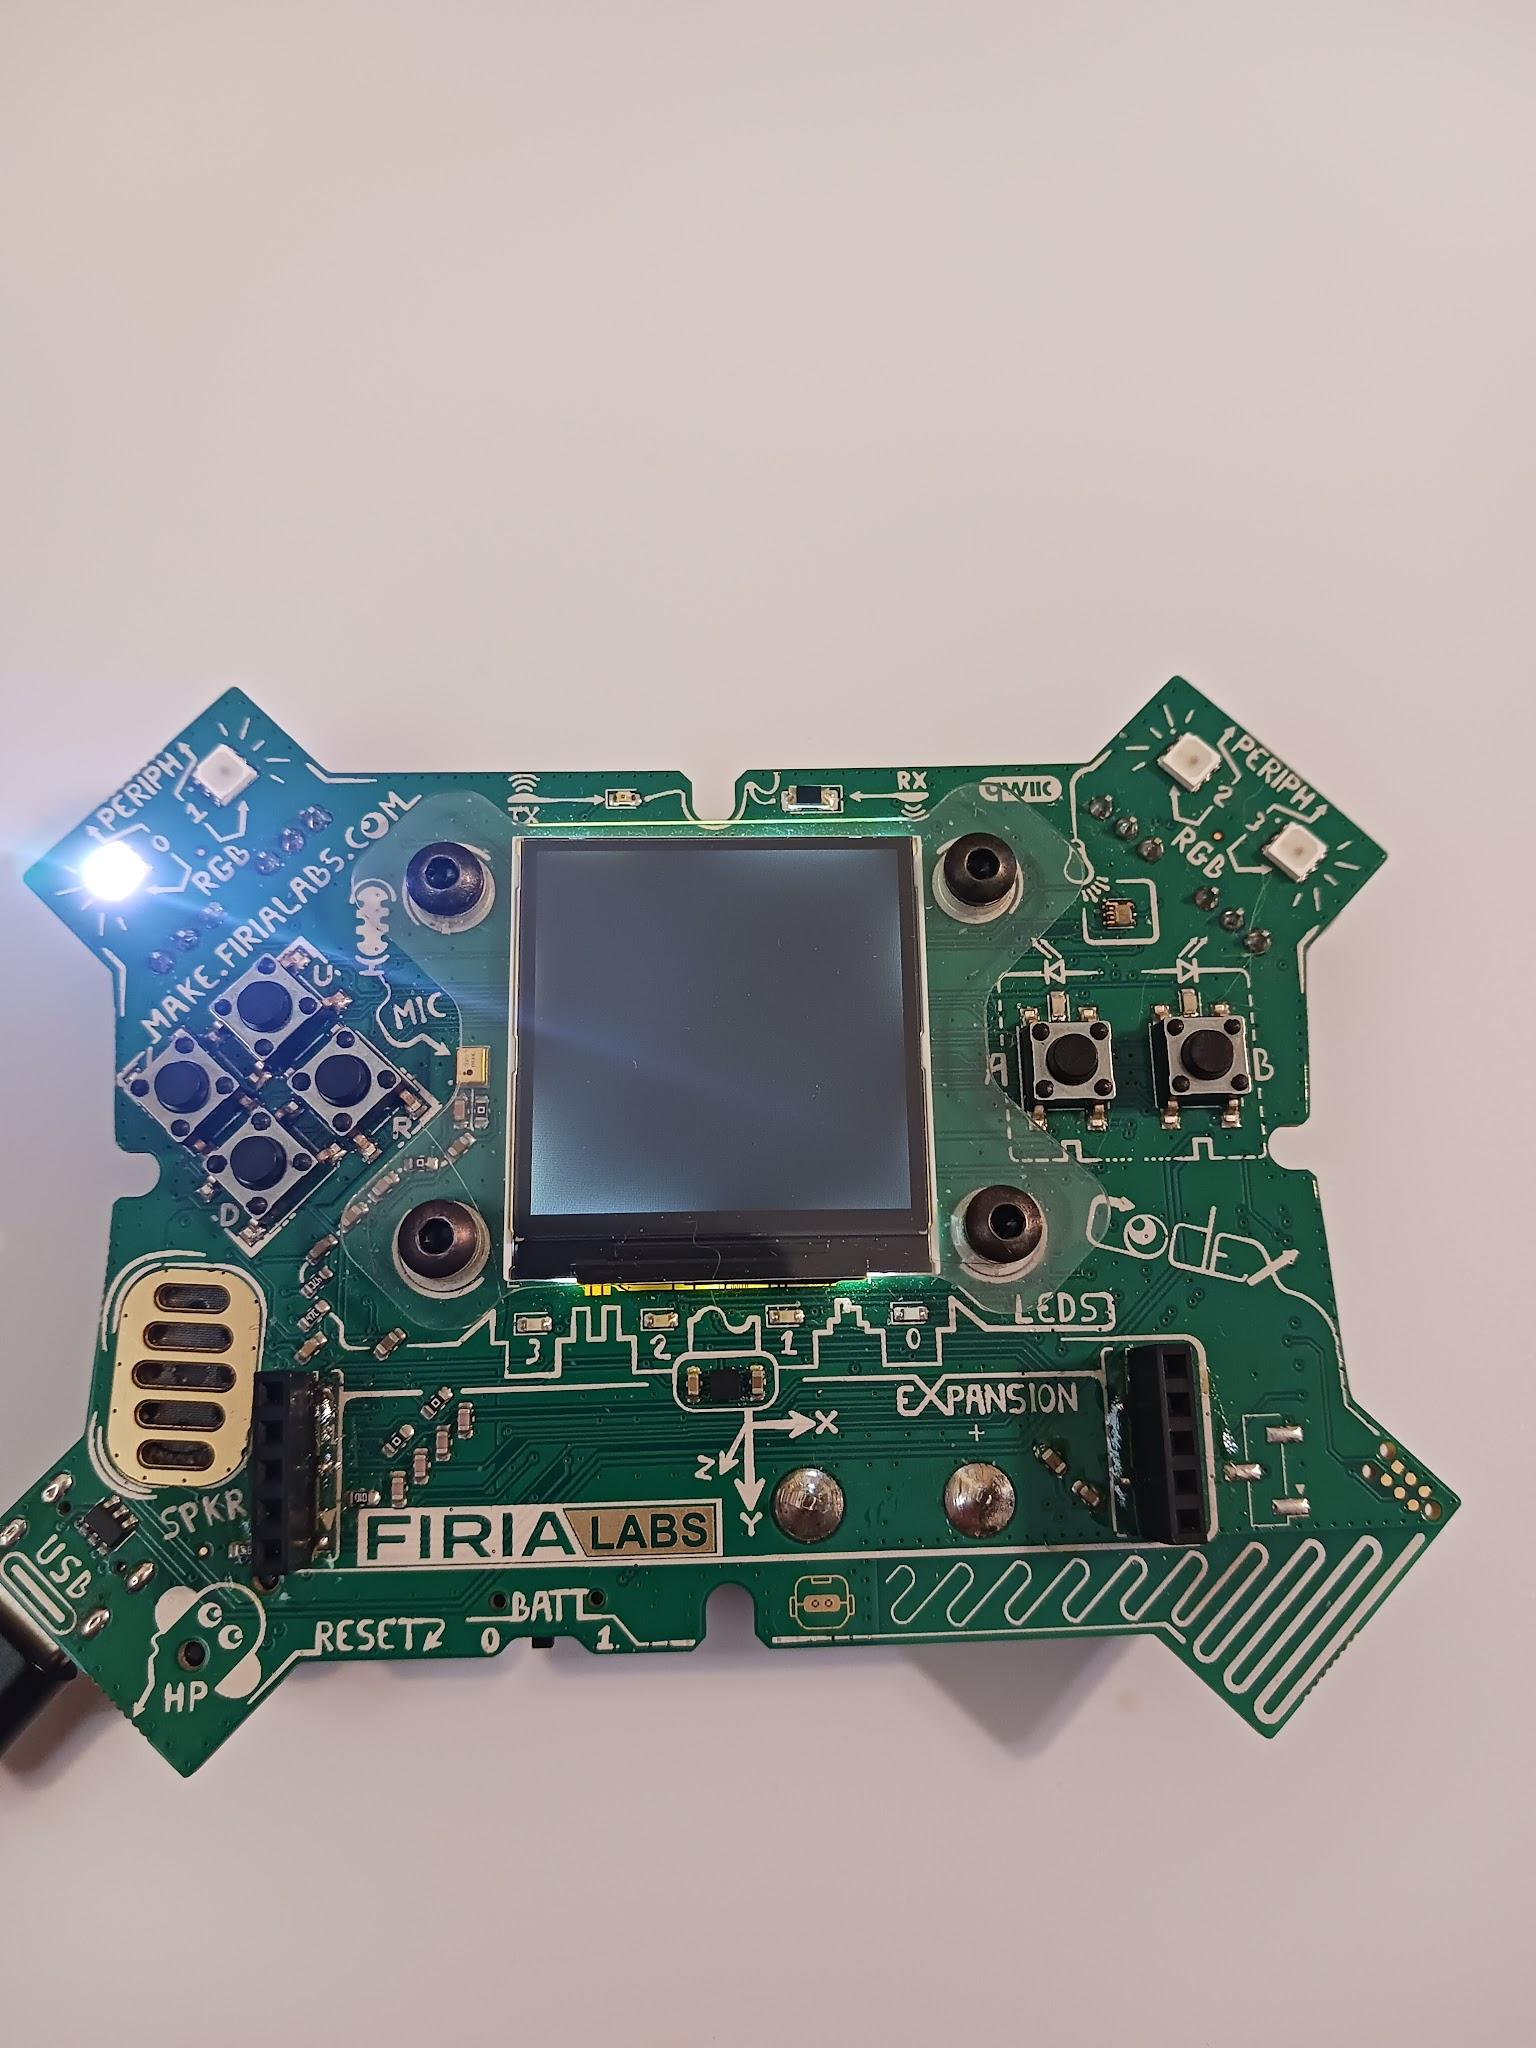 PERIPH
1
0
RGB
MAKE.FIRIALABS.COM
TX
RX
qwiic
PERIPH
2
3
RGB
MIC
U
R
D
A
B
LEDS
3
2
1
0
EXPANSION
+
X
Z
Y
SPKR
FIRIA LABS
USB
HP
RESET
BATT
0
1